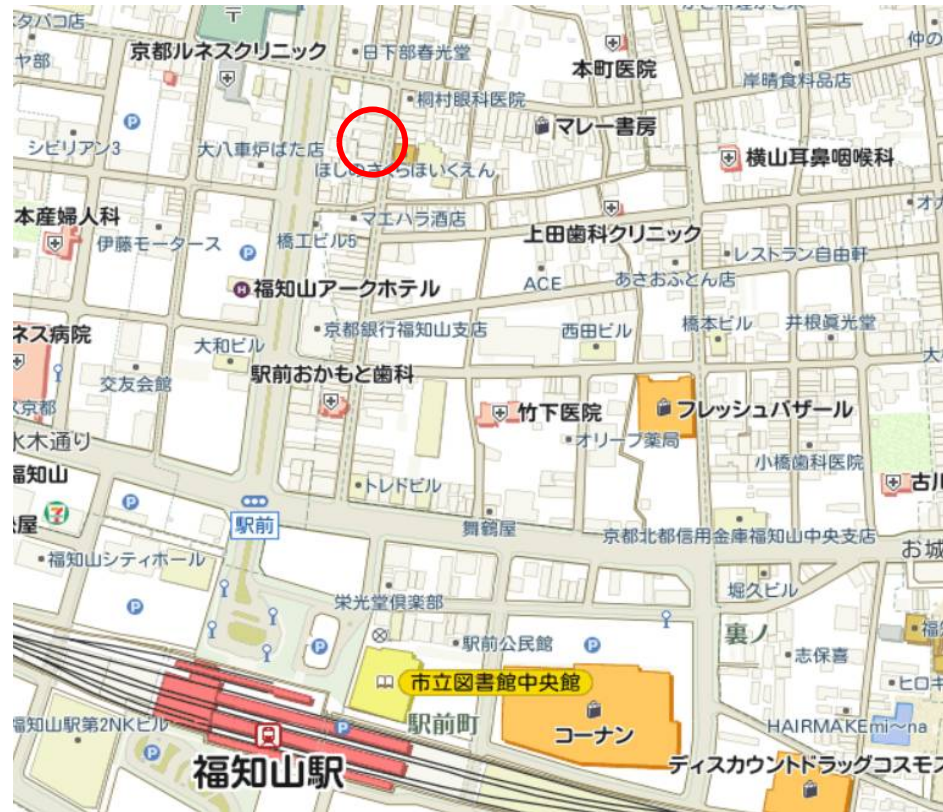 タバコ店
〒
京都ルネスクリニック
日下部春光堂
本町医院
仲の
ヤ部
岸晴食料品店
桐村眼科医院
マレー書房
P
シビリアン3
大八車炉ばた店
ほしのさくらほいくえん
横山耳鼻咽喉科
本産婦人科
マエハラ酒店
上田歯科クリニック
伊藤モータース
P
橋工ビル5
レストラン自由軒
ACE
あさおふとん店
H
福知山アークホテル
ネス病院
京都銀行福知山支店
西田ビル
橋本ビル
井根眞光堂
大和ビル
駅前おかもと歯科
交友会館
京都
竹下医院
フレッシュバザール
オリーブ薬局
水木通り
小橋歯科医院
福知山
トレドビル
古川
P
7
屋
駅前
舞鶴屋
京都北都信用金庫福知山中央支店
お城
福知山シティホール
P
栄光堂倶楽部
堀久ビル
裏ノ
P
駅前公民館
P
志保喜
市立図書館中央館
ヒロキ
福知山駅第2NKビル
P
駅前町
コーナン
HAIRMAKEmi～na
P
福知山駅
ディスカウントドラッグコスモス